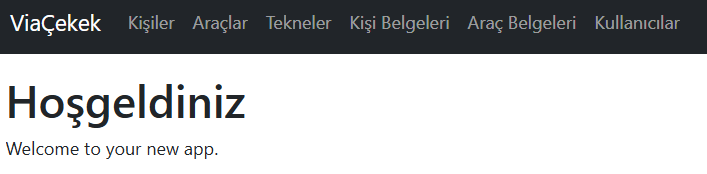 ViaÇekek Kişiler Araçlar Tekneler Kişi Belgeleri Araç Belgeleri Kullanıcılar
Hoşgeldiniz
Welcome to your new app.